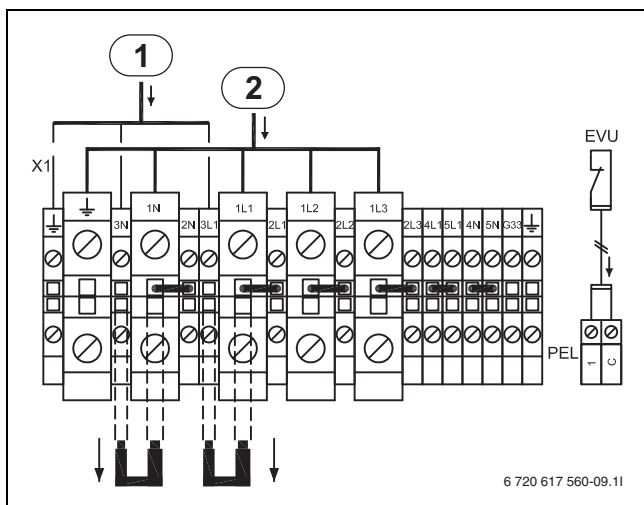 1
2
EVU
X1
3N 1N 2N 3L1 1L1 2L1 1L2 2L2 1L3 2L3 4L1 5L1 4N 5N G33
PEL 1 C
6 720 617 560-09.1I